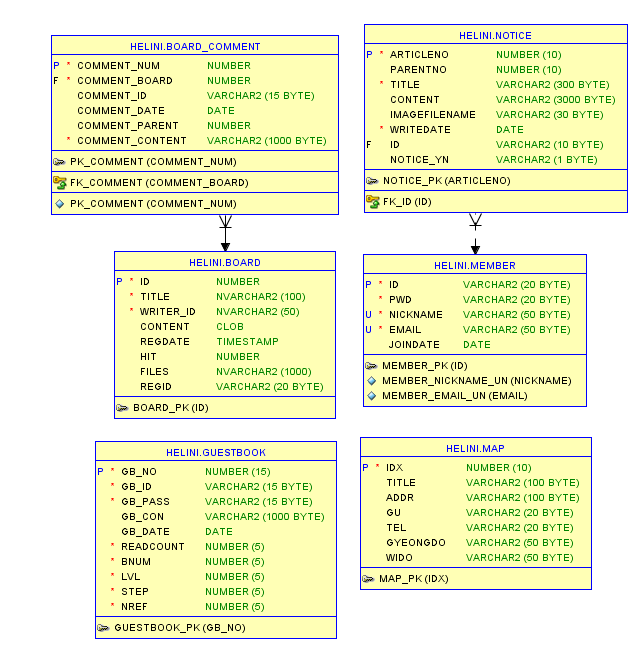 HELINI.BOARD_COMMENT
P * COMMENT_NUM NUMBER
F * COMMENT_BOARD NUMBER
COMMENT_ID VARCHAR2 (15 BYTE)
COMMENT_DATE DATE
COMMENT_PARENT NUMBER
* COMMENT_CONTENT VARCHAR2 (1000 BYTE)
PK_COMMENT (COMMENT_NUM)
FK_COMMENT (COMMENT_BOARD)
PK_COMMENT (COMMENT_NUM)
HELINI.NOTICE
P * ARTICLENO NUMBER (10)
PARENTNO NUMBER (10)
* TITLE VARCHAR2 (300 BYTE)
CONTENT VARCHAR2 (3000 BYTE)
IMAGEFILENAME VARCHAR2 (30 BYTE)
* WRITEDATE DATE
F ID VARCHAR2 (10 BYTE)
NOTICE_YN VARCHAR2 (1 BYTE)
NOTICE_PK (ARTICLENO)
FK_ID (ID)
HELINI.BOARD
P * ID NUMBER
* TITLE NVARCHAR2 (100)
* WRITER_ID NVARCHAR2 (50)
CONTENT CLOB
REGDATE TIMESTAMP
HIT NUMBER
FILES NVARCHAR2 (1000)
REGID VARCHAR2 (20 BYTE)
BOARD_PK (ID)
HELINI.MEMBER
P * ID VARCHAR2 (20 BYTE)
* PWD VARCHAR2 (20 BYTE)
U * NICKNAME VARCHAR2 (50 BYTE)
U * EMAIL VARCHAR2 (50 BYTE)
JOINDATE DATE
MEMBER_PK (ID)
MEMBER_NICKNAME_UN (NICKNAME)
MEMBER_EMAIL_UN (EMAIL)
HELINI.GUESTBOOK
P * GB_NO NUMBER (15)
* GB_ID VARCHAR2 (15 BYTE)
* GB_PASS VARCHAR2 (15 BYTE)
GB_CON VARCHAR2 (1000 BYTE)
GB_DATE DATE
* READCOUNT NUMBER (5)
* BNUM NUMBER (5)
* LVL NUMBER (5)
* STEP NUMBER (5)
* NREF NUMBER (5)
GUESTBOOK_PK (GB_NO)
HELINI.MAP
P * IDX NUMBER (10)
TITLE VARCHAR2 (100 BYTE)
ADDR VARCHAR2 (100 BYTE)
GU VARCHAR2 (20 BYTE)
TEL VARCHAR2 (20 BYTE)
GYEONGDO VARCHAR2 (50 BYTE)
WIDO VARCHAR2 (50 BYTE)
MAP_PK (IDX)